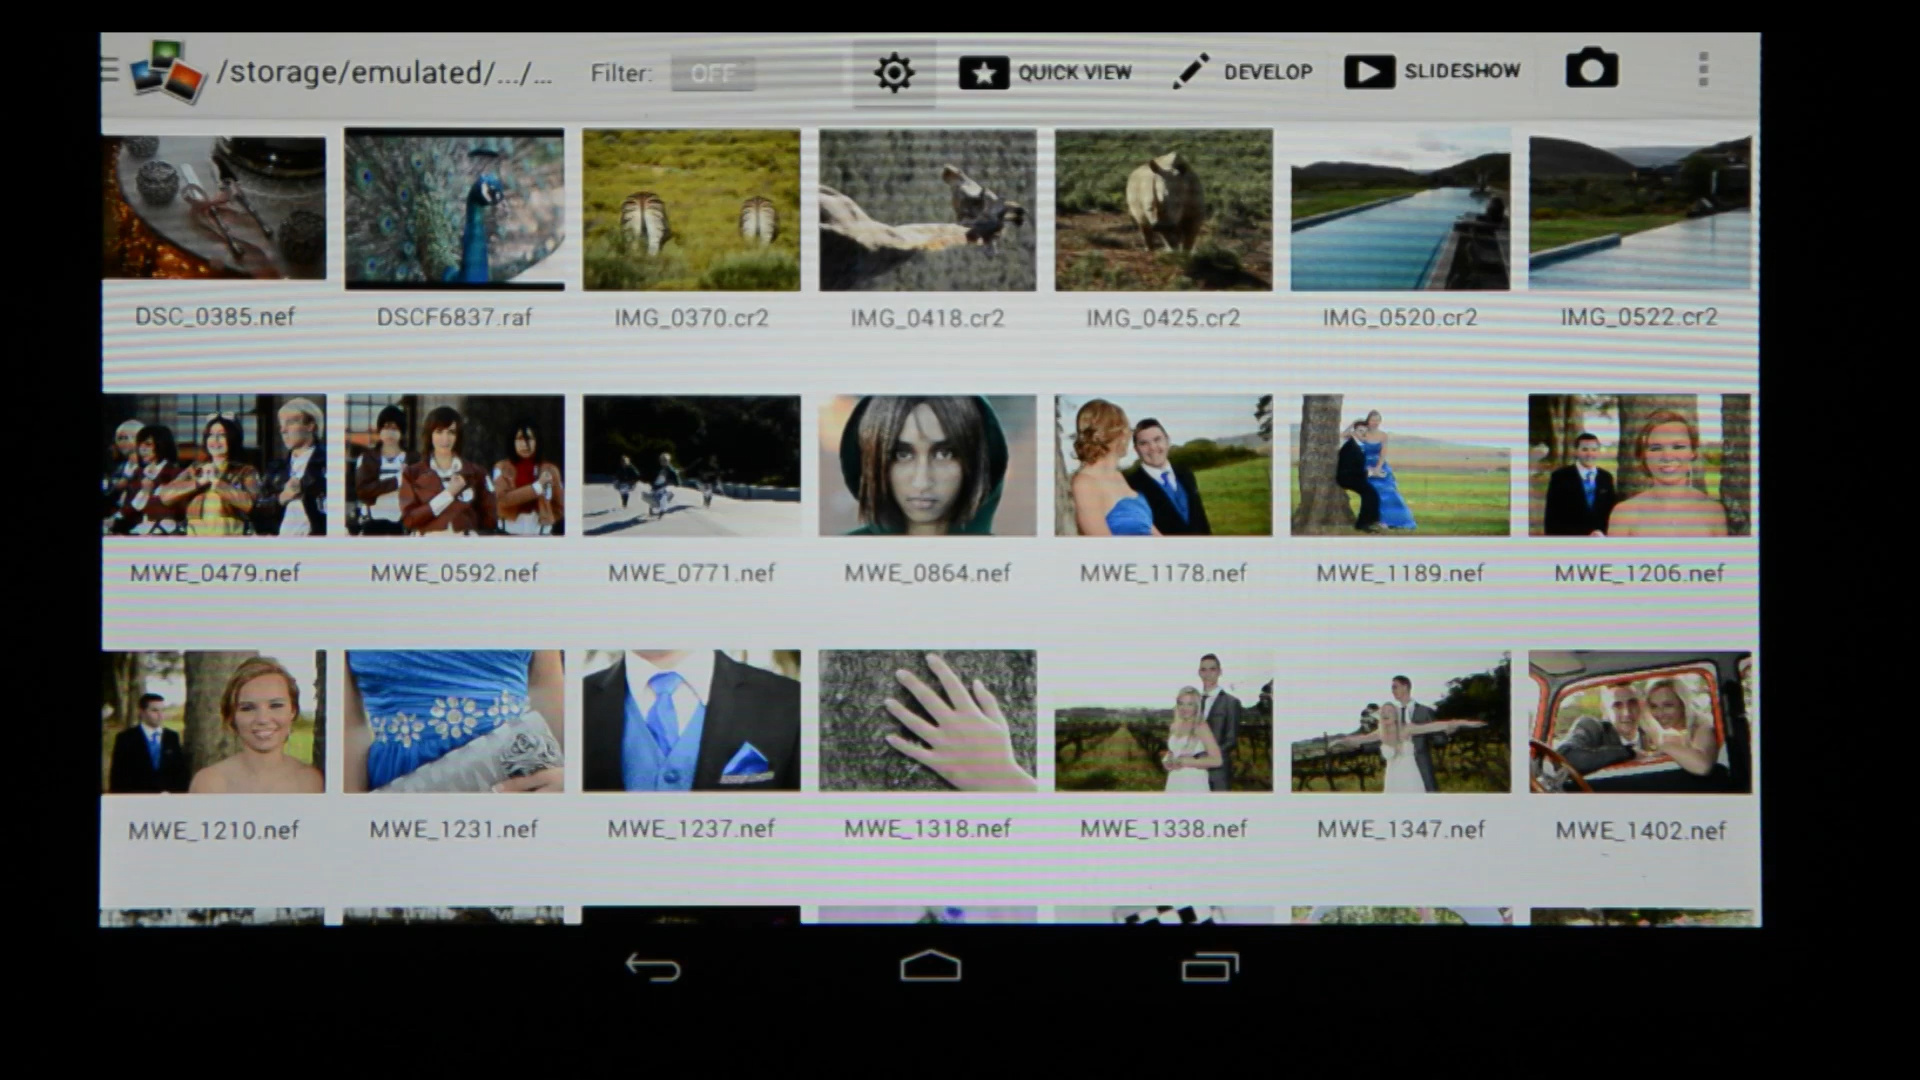 /storage/emulated/.../... Filter: OFF QUICK VIEW DEVELOP SLIDESHOW
DSC_0385.nef DSCF6837.raf IMG_0370.cr2 IMG_0418.cr2 IMG_0425.cr2 IMG_0520.cr2 IMG_0522.cr2
MWE_0479.nef MWE_0592.nef MWE_0771.nef MWE_0864.nef MWE_1178.nef MWE_1189.nef MWE_1206.nef
MWE_1210.nef MWE_1231.nef MWE_1237.nef MWE_1318.nef MWE_1338.nef MWE_1347.nef MWE_1402.nef